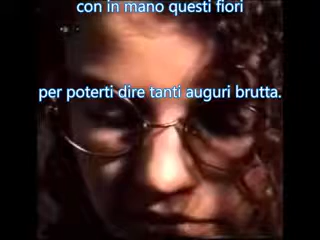 con in mano questi fiori
per poterti dire tanti auguri brutta.